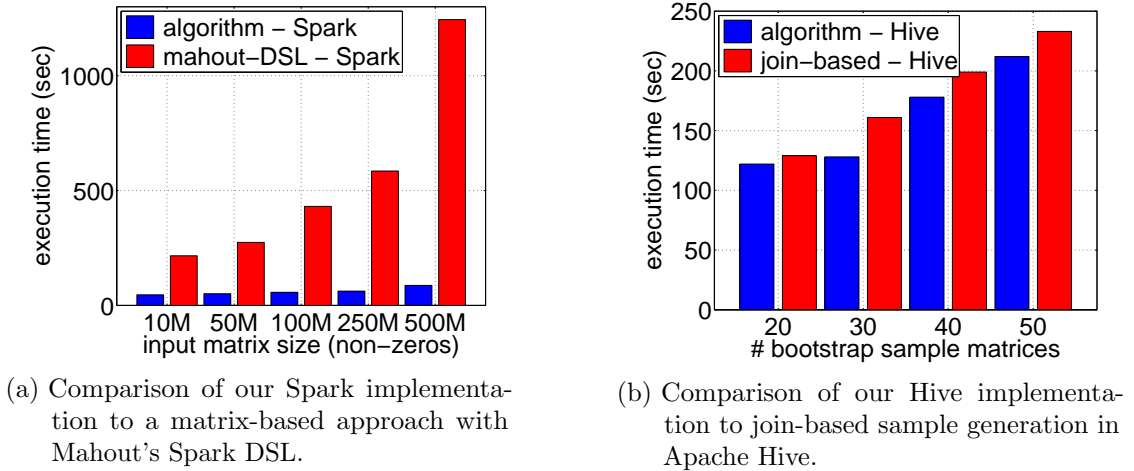 algorithm – Spark
mahout–DSL – Spark
execution time (sec)
1000
500
0
10M 50M 100M 250M 500M
input matrix size (non–zeros)
(a) Comparison of our Spark implementa-
tion to a matrix-based approach with
Mahout's Spark DSL.
algorithm – Hive
join–based – Hive
execution time (sec)
250
200
150
100
50
0
20 30 40 50
# bootstrap sample matrices
(b) Comparison of our Hive implementa-
tion to join-based sample generation in
Apache Hive.